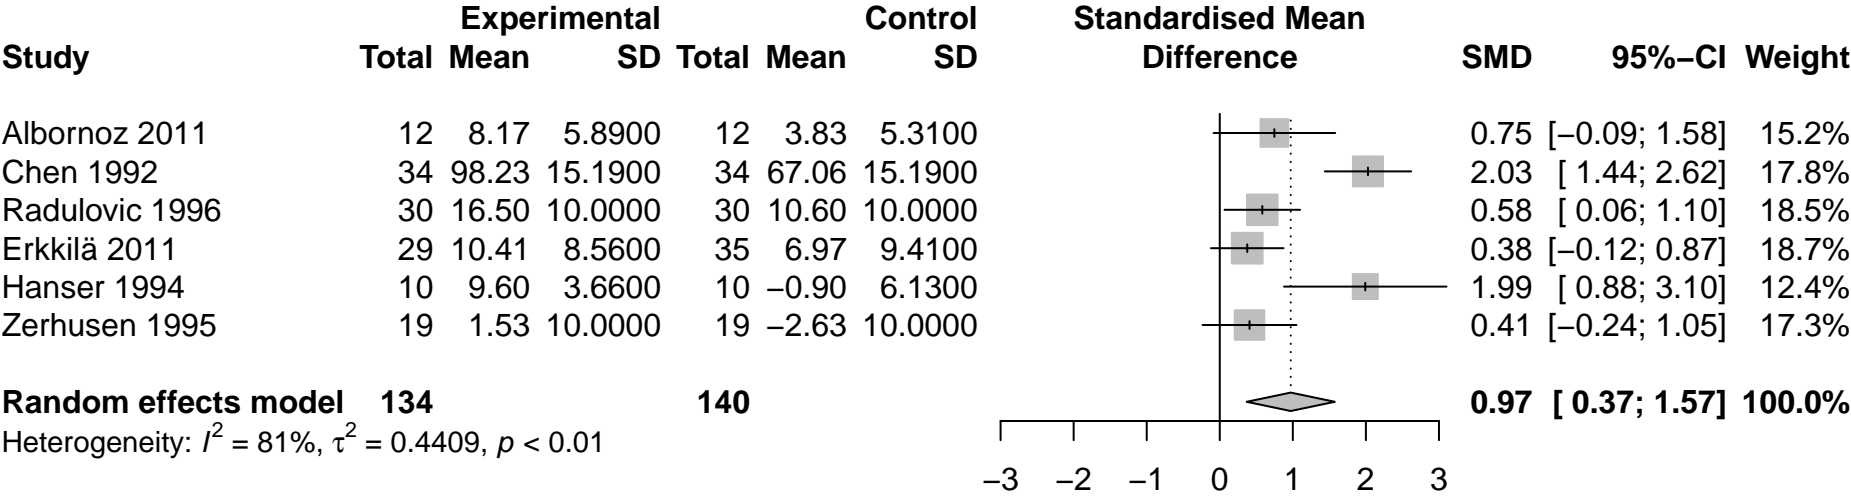 Experimental Control Standardised Mean
Study Total Mean SD Total Mean SD Difference SMD 95%−CI Weight
Albornoz 2011 12 8.17 5.8900 12 3.83 5.3100 0.75 [−0.09; 1.58] 15.2%
Chen 1992 34 98.23 15.1900 34 67.06 15.1900 2.03 [ 1.44; 2.62] 17.8%
Radulovic 1996 30 16.50 10.0000 30 10.60 10.0000 0.58 [ 0.06; 1.10] 18.5%
Erkkilä 2011 29 10.41 8.5600 35 6.97 9.4100 0.38 [−0.12; 0.87] 18.7%
Hanser 1994 10 9.60 3.6600 10 −0.90 6.1300 1.99 [ 0.88; 3.10] 12.4%
Zerhusen 1995 19 1.53 10.0000 19 −2.63 10.0000 0.41 [−0.24; 1.05] 17.3%
Random effects model 134 140 0.97 [ 0.37; 1.57] 100.0%
Heterogeneity: I² = 81%, τ² = 0.4409, p < 0.01
−3 −2 −1 0 1 2 3